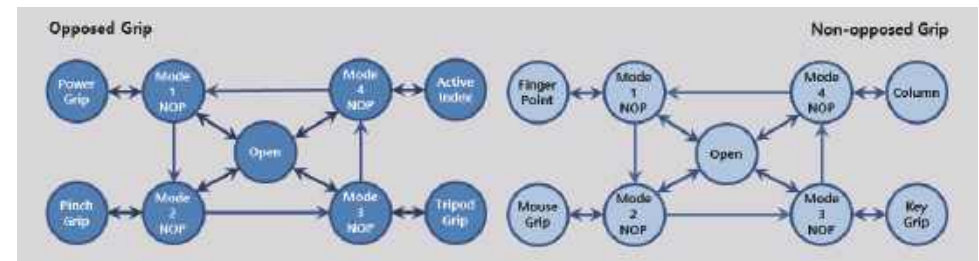 Opposed Grip
Non-opposed Grip
Power
Grip
Mode
1
NOP
Mode
4
NOP
Active
Index
Open
Pinch
Grip
Mode
2
NOP
Mode
3
NOP
Tripod
Grip
Finger
Point
Mode
1
NOP
Mode
4
NOP
Column
Open
Mouse
Grip
Mode
2
NOP
Mode
3
NOP
Key
Grip